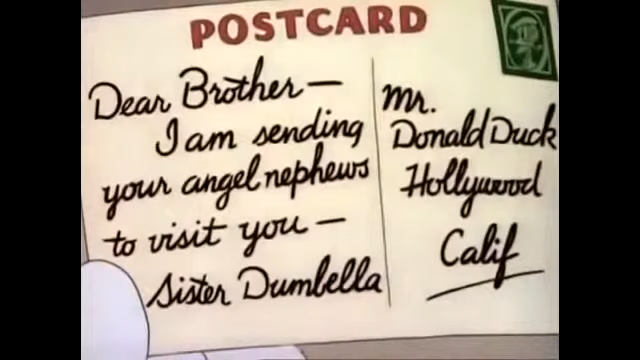 POSTCARD
Dear Brother —
I am sending
your angel nephews
to visit you —
Sister Dumbella
Mr.
Donald Duck
Hollywood
Calif